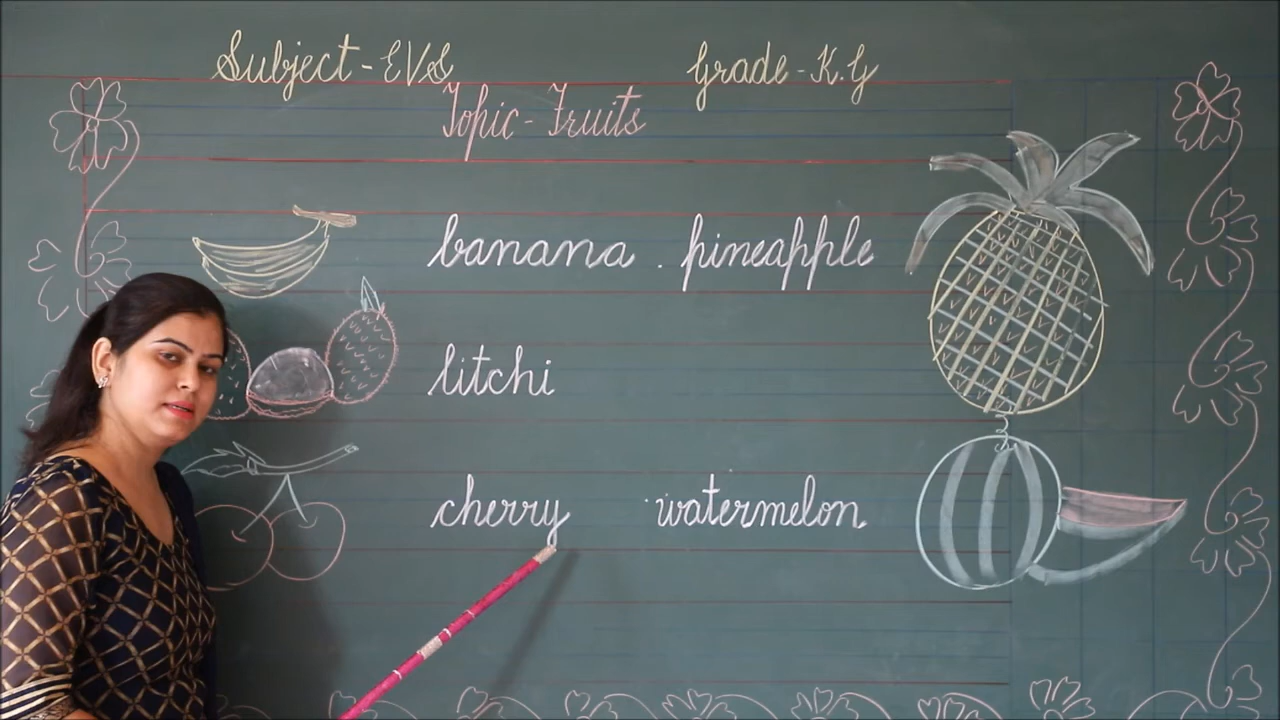 Subject - EVS Grade - K.G
Topic - Fruits
banana . pineapple
litchi
cherry watermelon